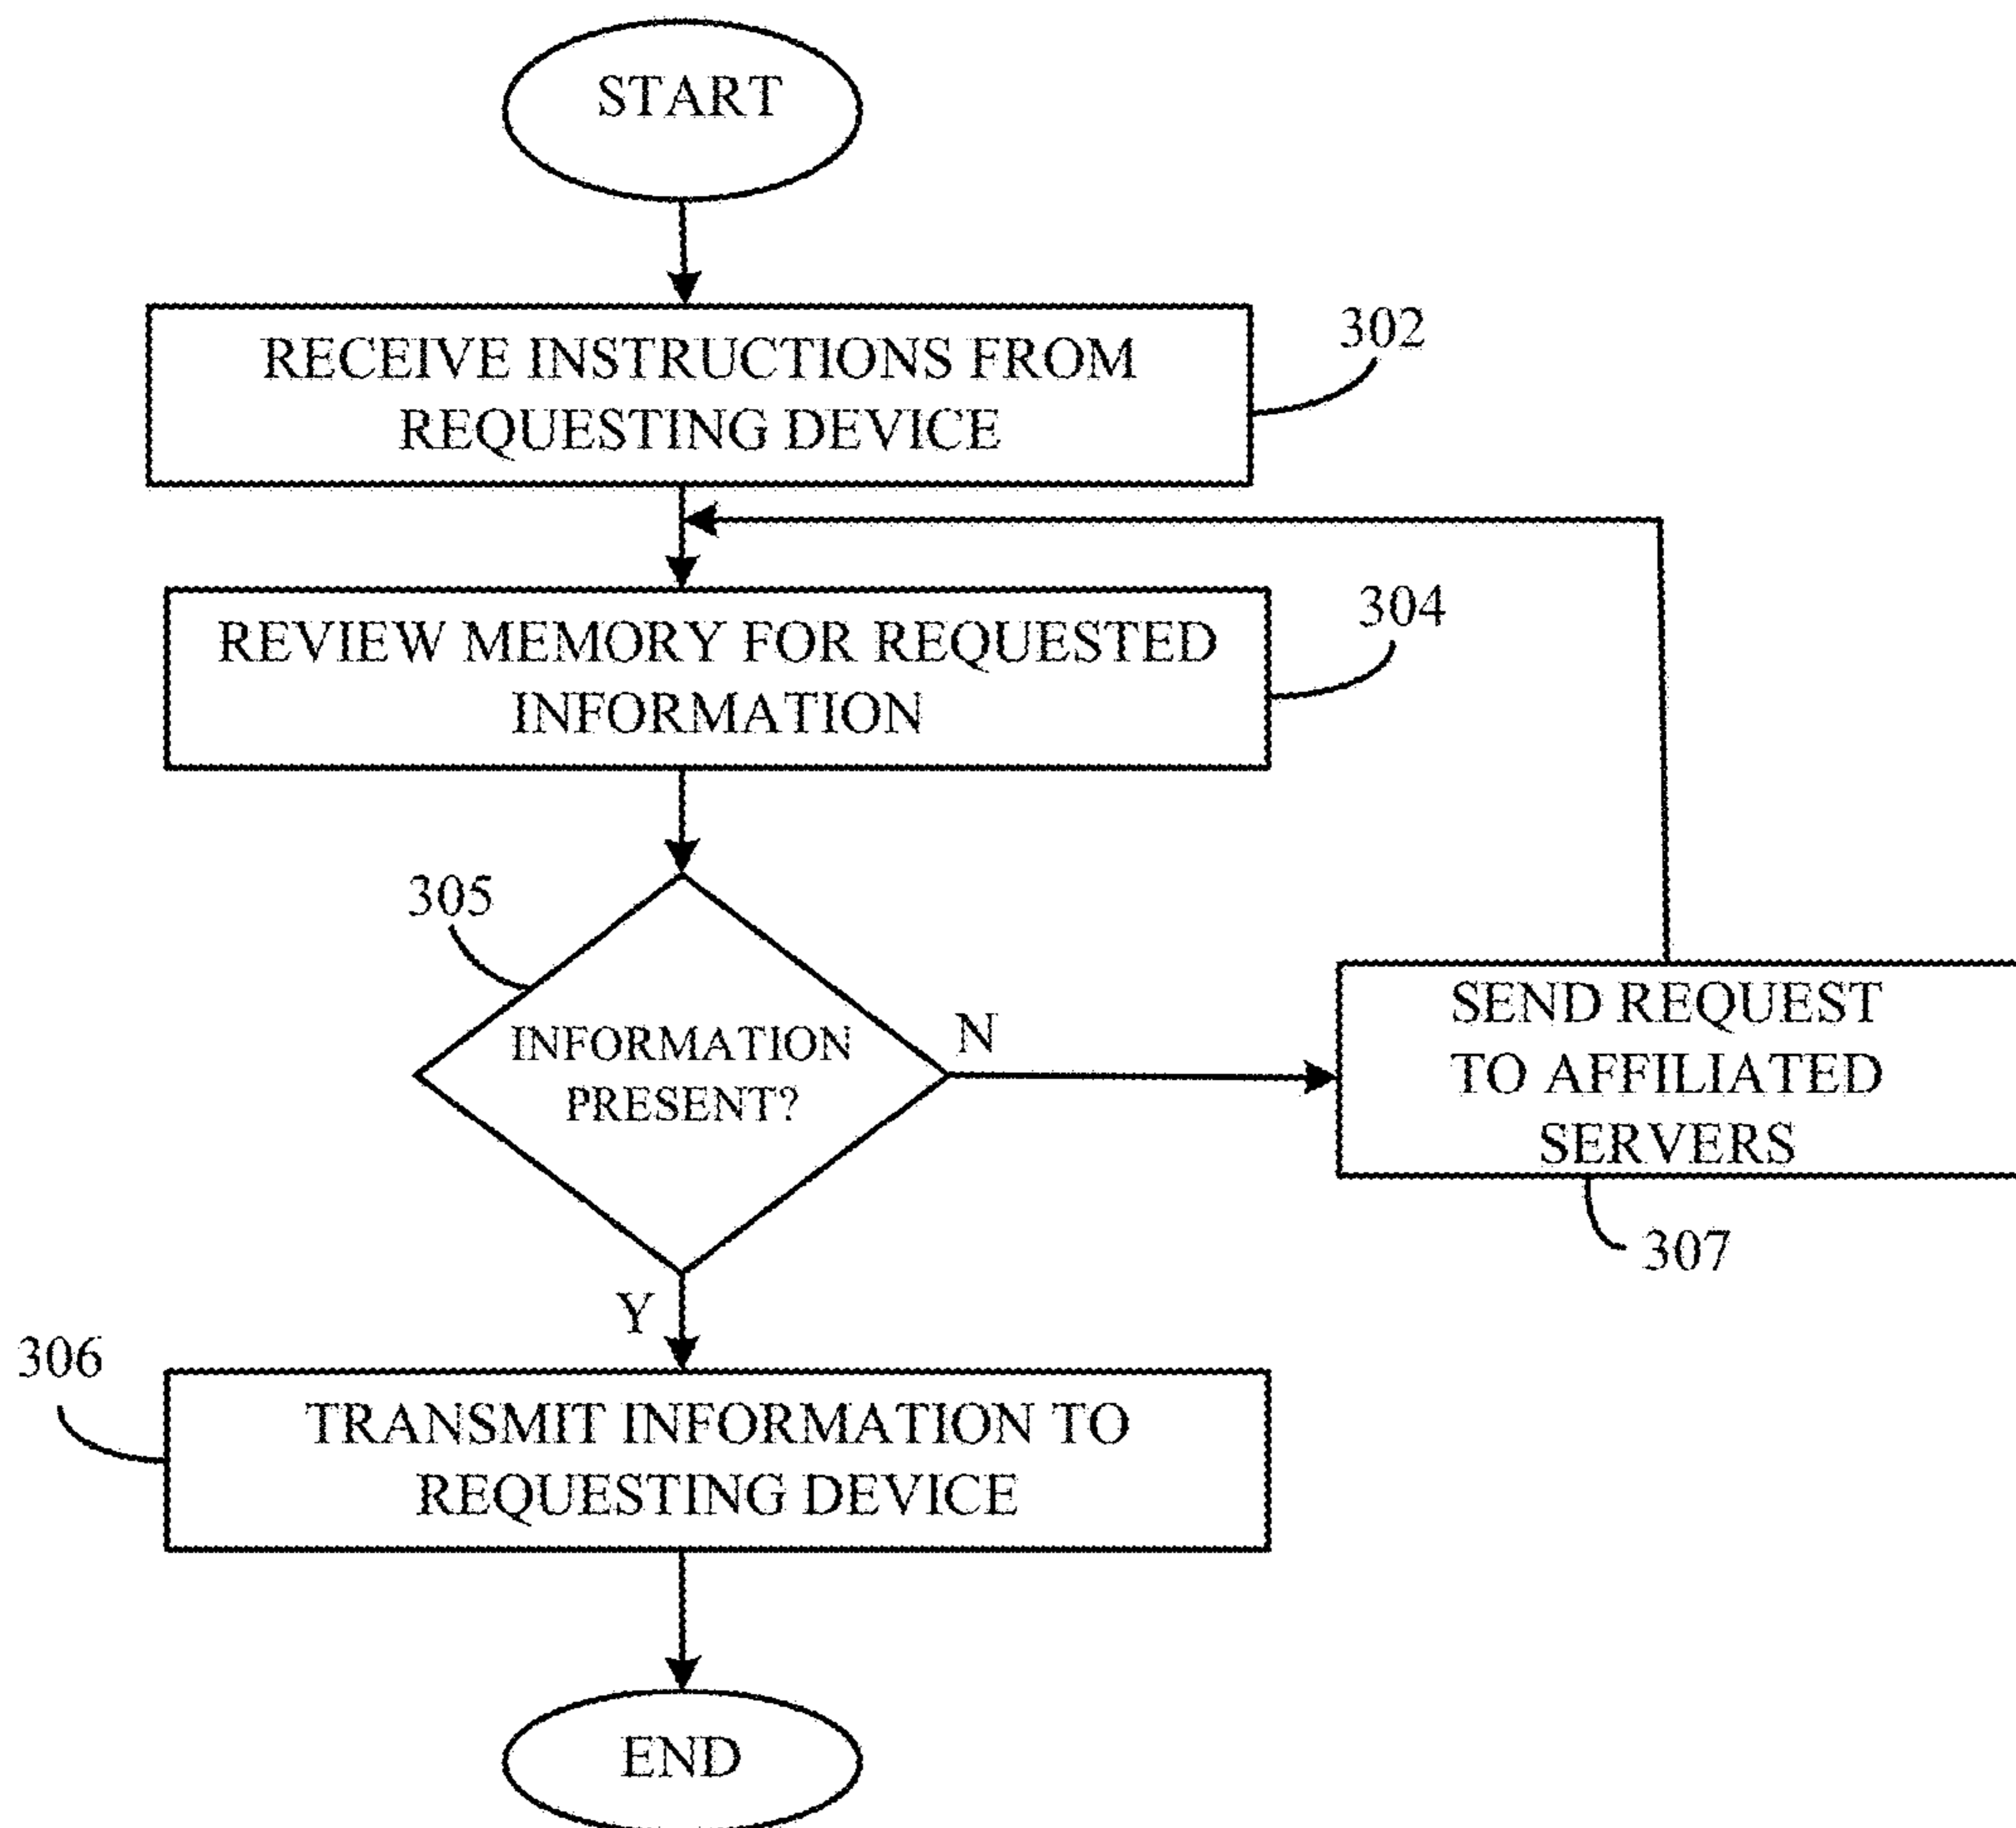 START
RECEIVE INSTRUCTIONS FROM
REQUESTING DEVICE
302
REVIEW MEMORY FOR REQUESTED
INFORMATION
304
305
INFORMATION
PRESENT?
N
SEND REQUEST
TO AFFILIATED
SERVERS
307
Y
306
TRANSMIT INFORMATION TO
REQUESTING DEVICE
END